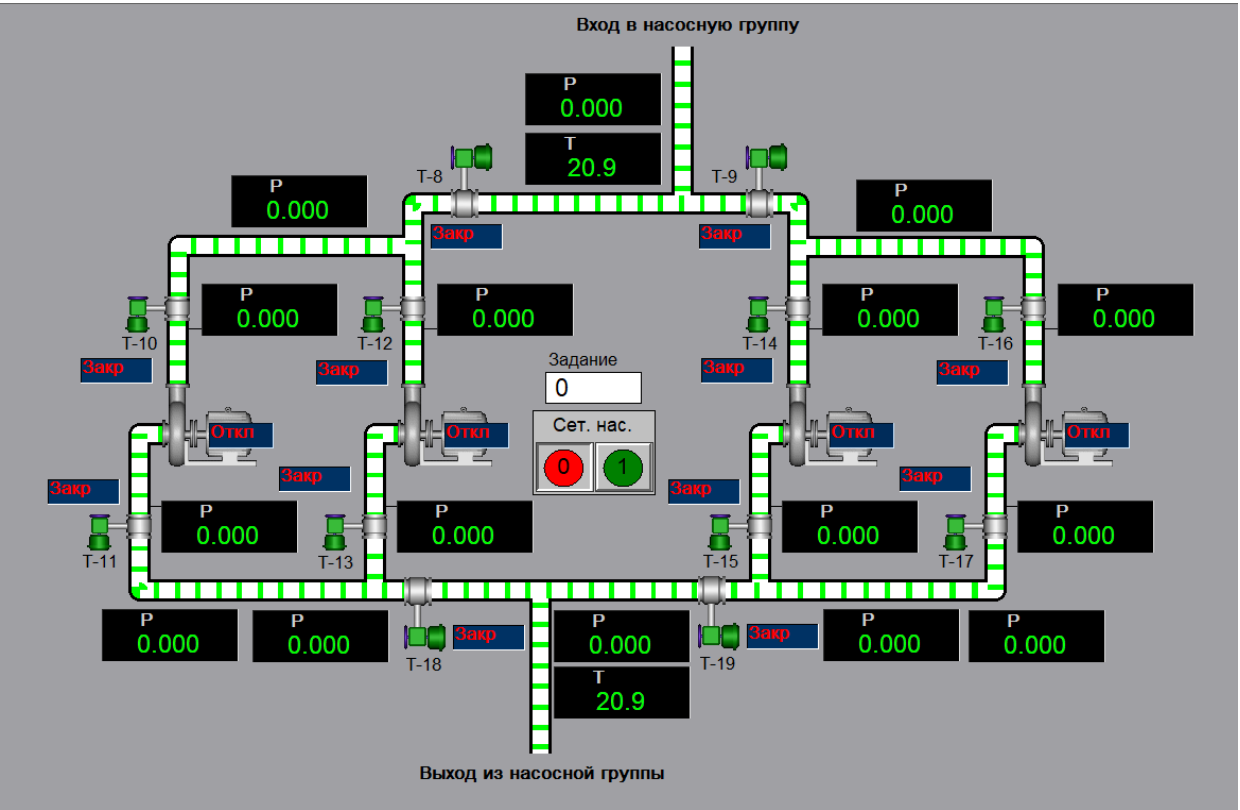 Вход в насосную группу
P
0.000
T
20.9
T-8
T-9
P
0.000
P
0.000
Закр
Закр
P
0.000
P
0.000
P
0.000
P
0.000
T-10
T-12
T-14
T-16
Закр
Закр
Закр
Закр
Задание
0
Сет. нас.
0
1
Откл
Откл
Откл
Откл
Закр
Закр
Закр
Закр
P
0.000
P
0.000
P
0.000
P
0.000
T-11
T-13
T-15
T-17
P
0.000
P
0.000
T-18
Закр
P
0.000
T-19
Закр
P
0.000
P
0.000
T
20.9
Выход из насосной группы